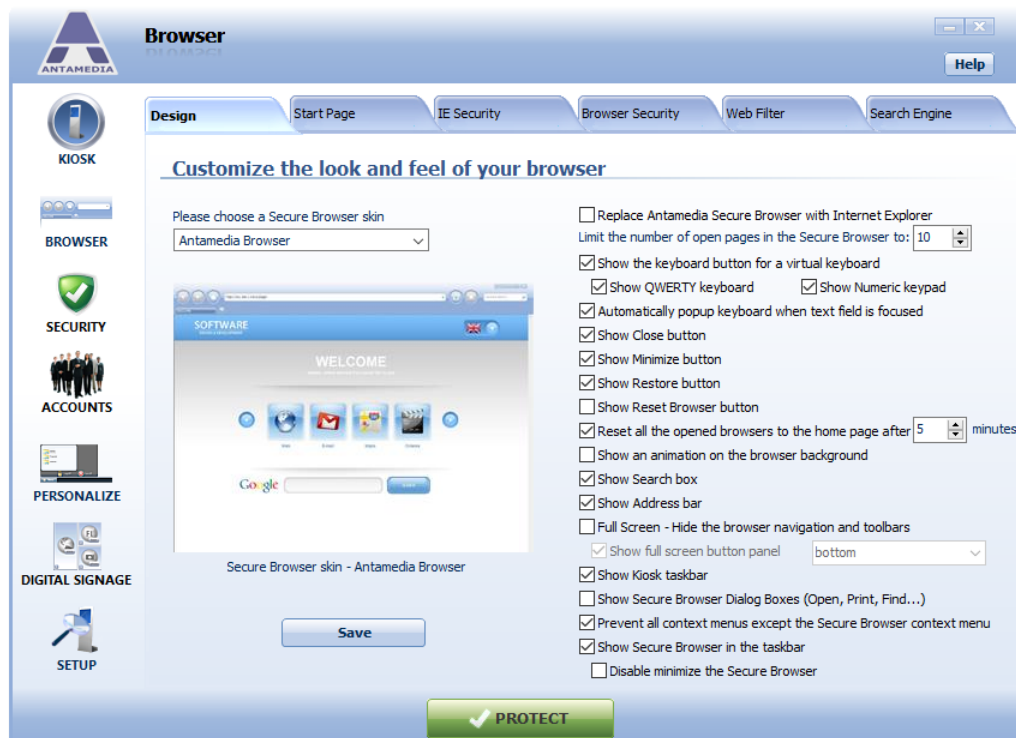 Browser
ANTAMEDIA
Help
KIOSK
BROWSER
SECURITY
ACCOUNTS
PERSONALIZE
DIGITAL SIGNAGE
SETUP
Design
Start Page
IE Security
Browser Security
Web Filter
Search Engine
Customize the look and feel of your browser
Please choose a Secure Browser skin
Antamedia Browser
SOFTWARE
WELCOME
Google
Secure Browser skin - Antamedia Browser
Save
Replace Antamedia Secure Browser with Internet Explorer
Limit the number of open pages in the Secure Browser to: 10
Show the keyboard button for a virtual keyboard
Show QWERTY keyboard Show Numeric keypad
Automatically popup keyboard when text field is focused
Show Close button
Show Minimize button
Show Restore button
Show Reset Browser button
Reset all the opened browsers to the home page after 5 minutes
Show an animation on the browser background
Show Search box
Show Address bar
Full Screen - Hide the browser navigation and toolbars
Show full screen button panel bottom
Show Kiosk taskbar
Show Secure Browser Dialog Boxes (Open, Print, Find...)
Prevent all context menus except the Secure Browser context menu
Show Secure Browser in the taskbar
Disable minimize the Secure Browser
PROTECT